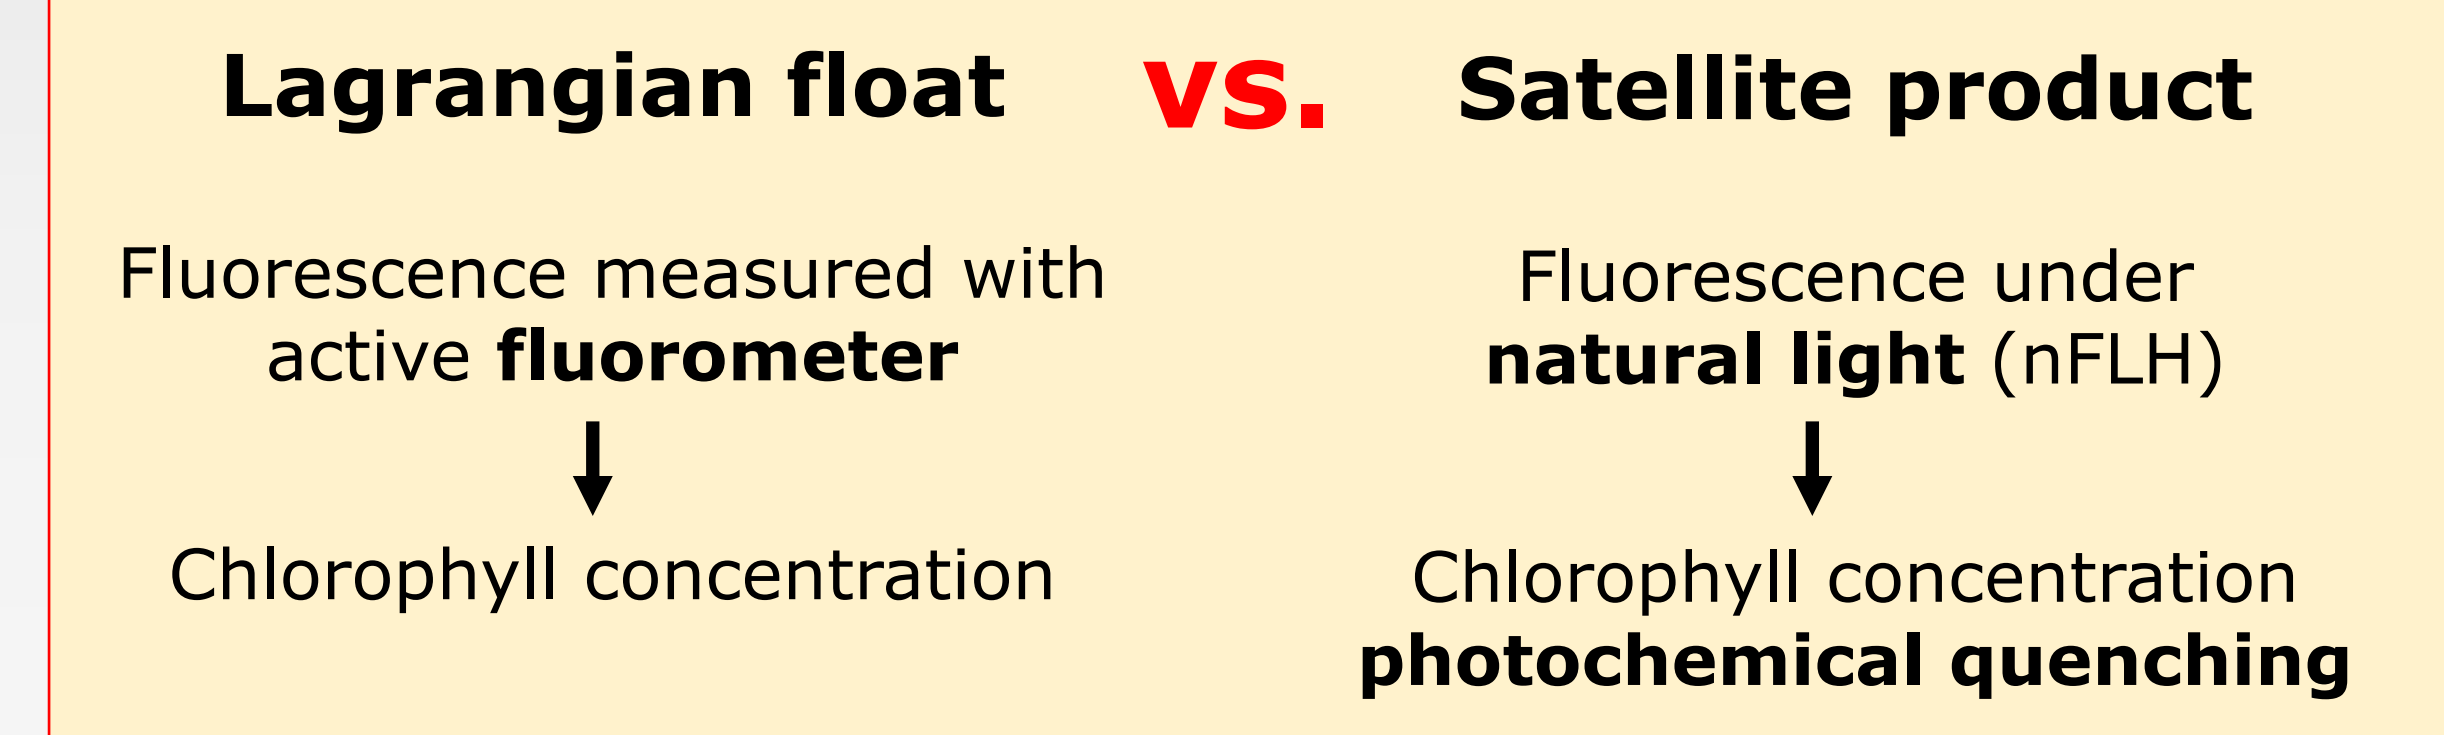 Lagrangian float vs. Satellite product
Fluorescence measured with
active fluorometer
Chlorophyll concentration
Fluorescence under
natural light (nFLH)
Chlorophyll concentration
photochemical quenching